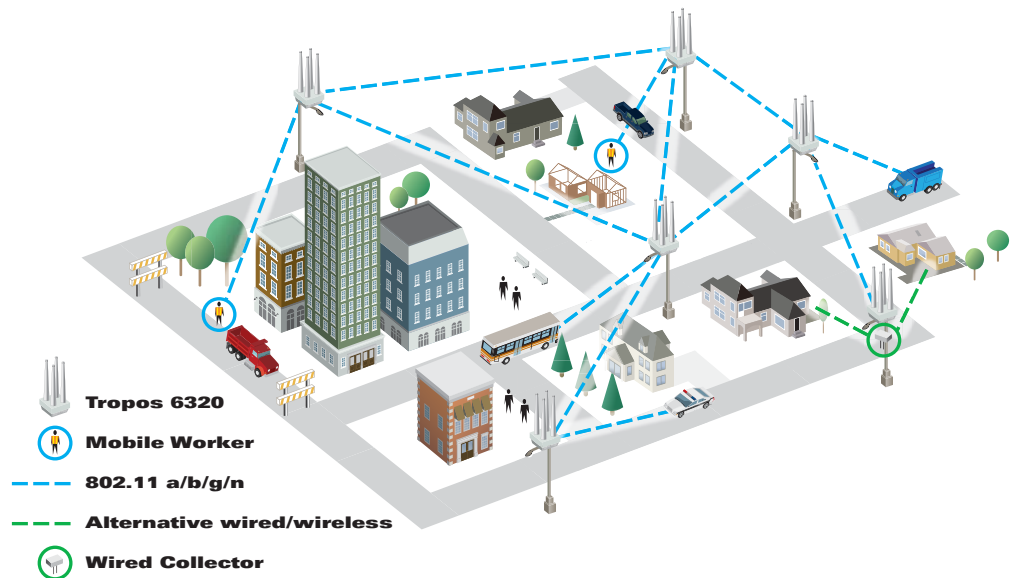 Tropos 6320
Mobile Worker
802.11 a/b/g/n
Alternative wired/wireless
Wired Collector